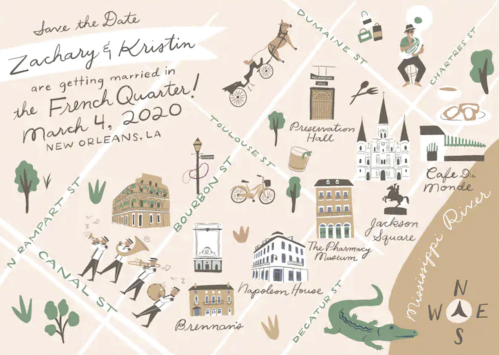 Save the Date
Zachary & Kristin
are getting married in
the French Quarter!
March 4, 2020
NEW ORLEANS, LA
DUMAINE ST
CHARTRES ST
Preservation
Hall
TOULOUSE ST
Cafe Du
Monde
BOURBON ST
Jackson
Square
N RAMPART ST
The Pharmacy
Museum
CANAL ST
Napoleon House
Brennan's
DECATUR ST
Mississippi River
N
W E
S